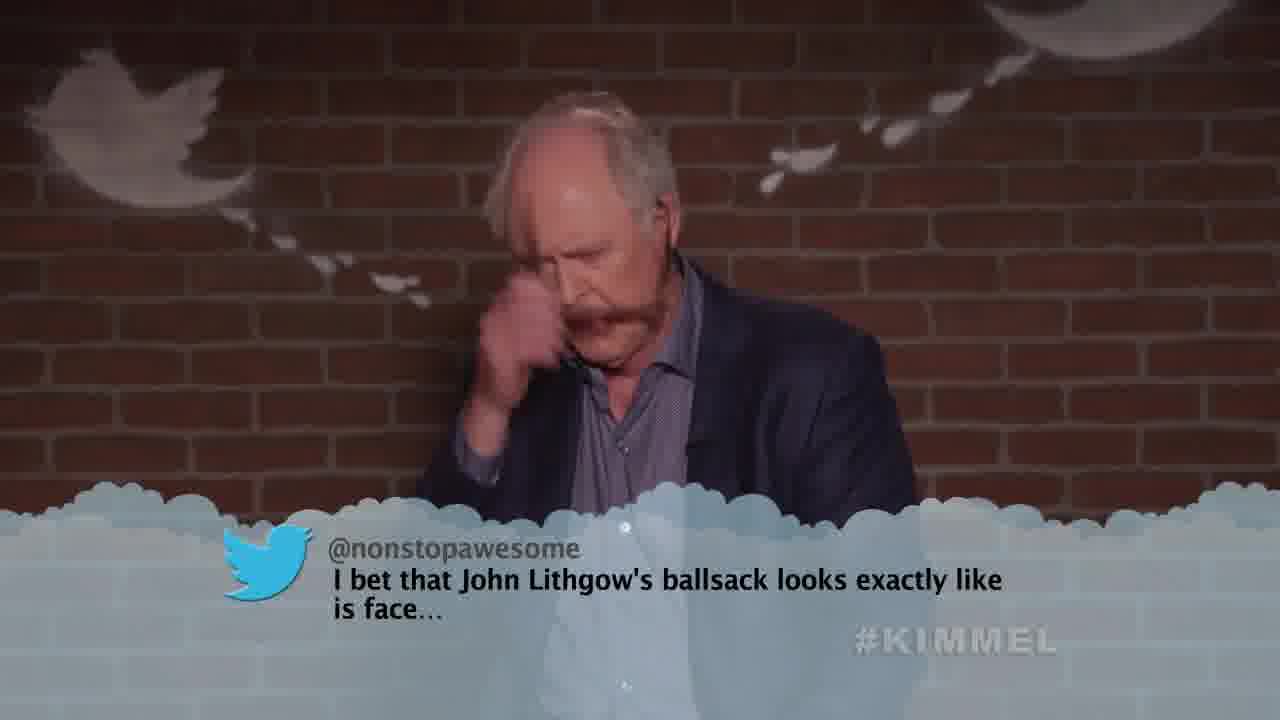 @nonstopawesome
I bet that John Lithgow's ballsack looks exactly like
is face...
#KIMMEL